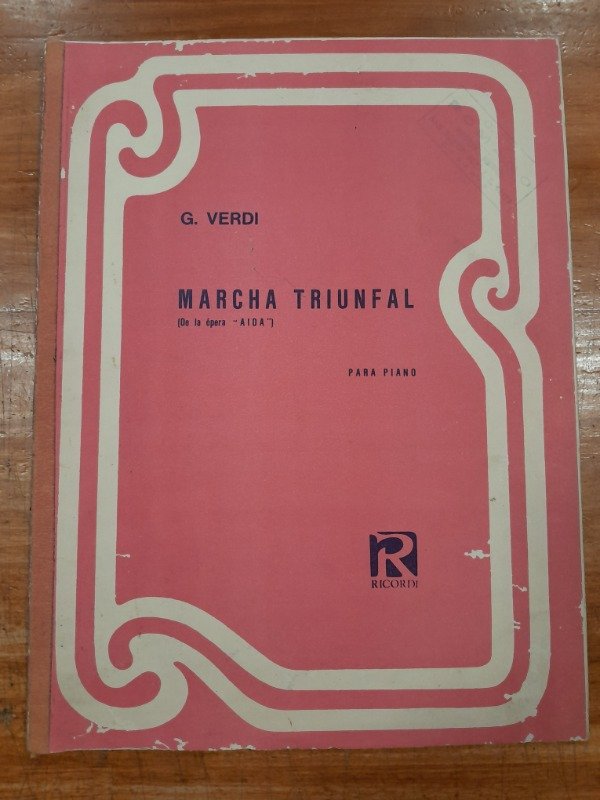 G. VERDI
MARCHA TRIUNFAL
(De la ópera "AIDA")
PARA PIANO
R
RICORDI